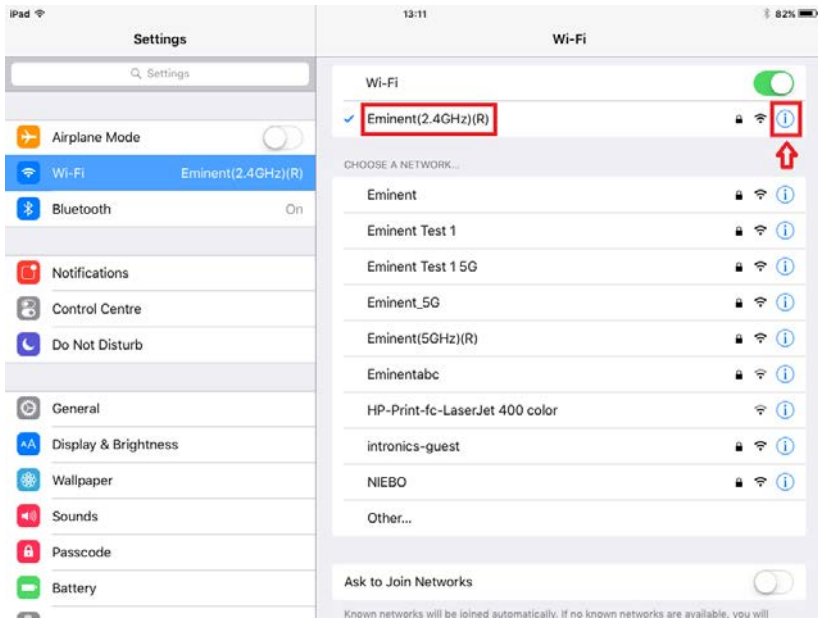 iPad 13:11 82%
Settings
Settings
Airplane Mode
Wi-Fi Eminent(2.4GHz)(R)
Bluetooth On
Notifications
Control Centre
Do Not Disturb
General
Display & Brightness
Wallpaper
Sounds
Passcode
Battery
Wi-Fi
Wi-Fi
Eminent(2.4GHz)(R)
CHOOSE A NETWORK...
Eminent
Eminent Test 1
Eminent Test 1 5G
Eminent_5G
Eminent(5GHz)(R)
Eminentabc
HP-Print-fc-LaserJet 400 color
intronics-guest
NIEBO
Other...
Ask to Join Networks
Known networks will be joined automatically. If no known networks are available, you will